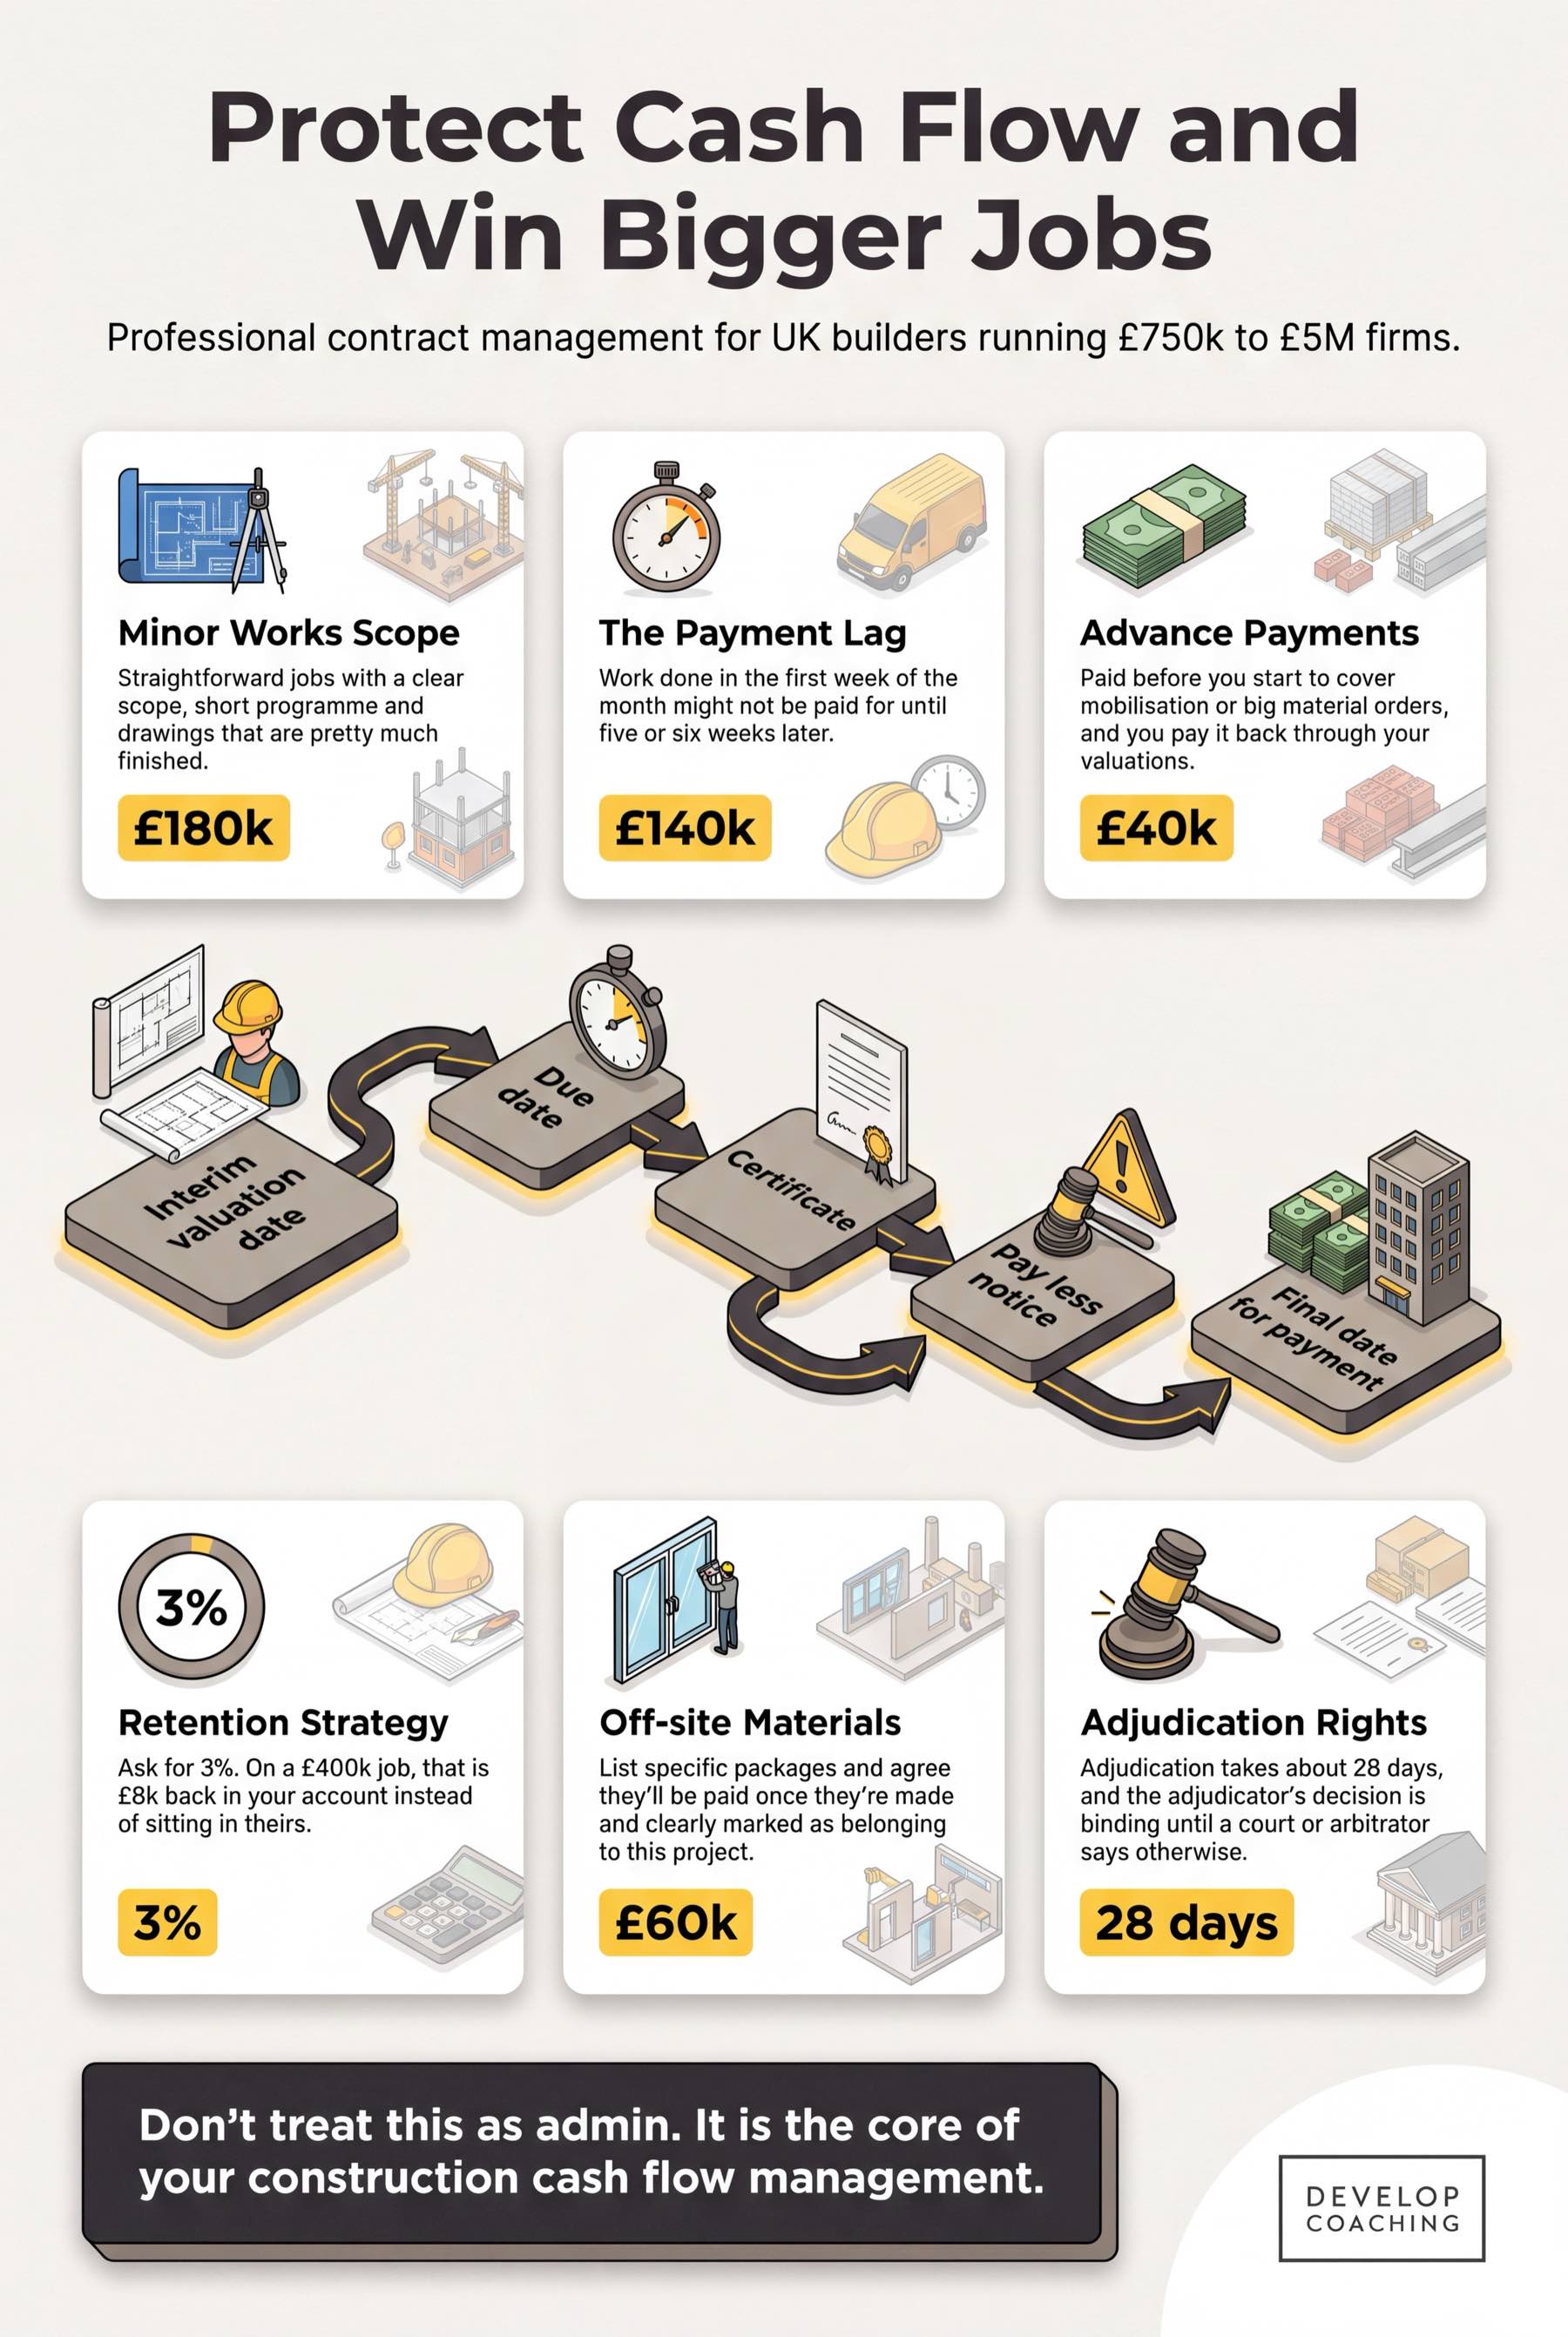 Protect Cash Flow and
Win Bigger Jobs
Professional contract management for UK builders running £750k to £5M firms.
Minor Works Scope
Straightforward jobs with a clear
scope, short programme and
drawings that are pretty much
finished.
£180k
The Payment Lag
Work done in the first week of the
month might not be paid for until
five or six weeks later.
£140k
Advance Payments
Paid before you start to cover
mobilisation or big material orders,
and you pay it back through your
valuations.
£40k
Interim
valuation
date
Due
date
Certificate
Pay less
notice
Final date
for payment
3%
Retention Strategy
Ask for 3%. On a £400k job, that is
£8k back in your account instead
of sitting in theirs.
3%
Off-site Materials
List specific packages and agree
they’ll be paid once they’re made
and clearly marked as belonging
to this project.
£60k
Adjudication Rights
Adjudication takes about 28 days,
and the adjudicator’s decision is
binding until a court or arbitrator
says otherwise.
28 days
Don’t treat this as admin. It is the core of
your construction cash flow management.
DEVELOP
COACHING